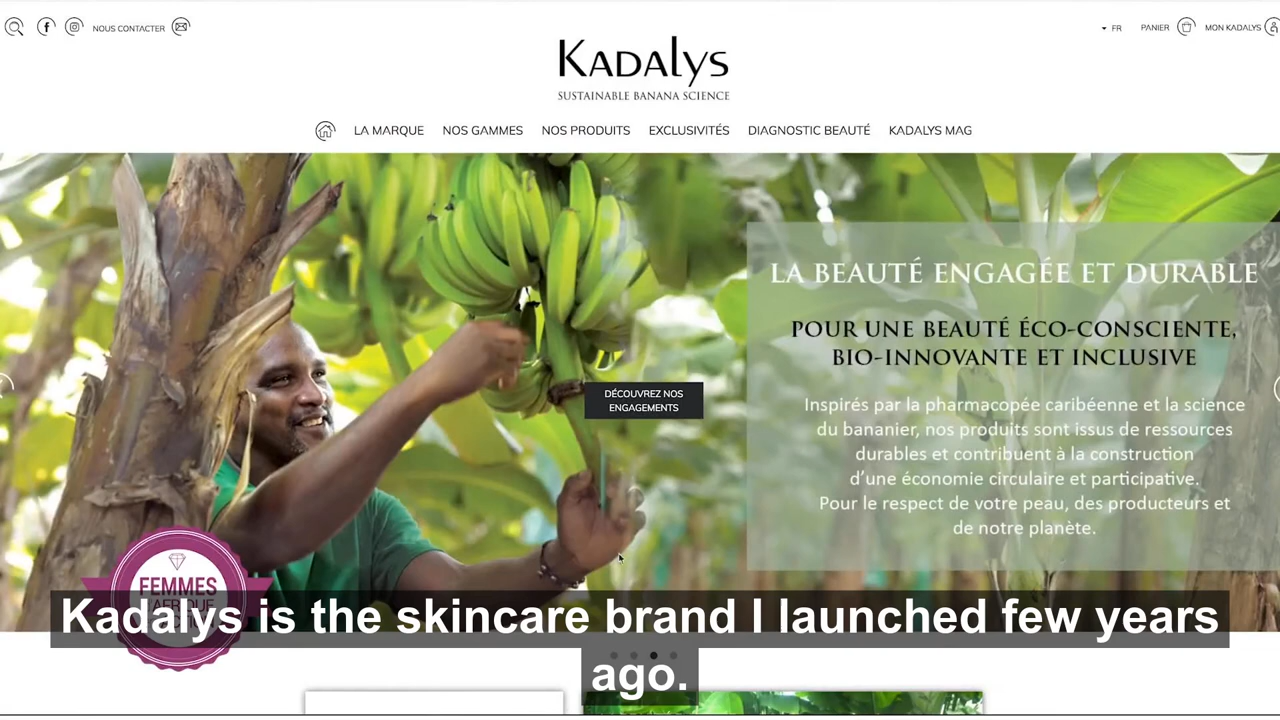 NOUS CONTACTER
FR
PANIER
MON KADALYS
KADALYS
SUSTAINABLE BANANA SCIENCE
LA MARQUE
NOS GAMMES
NOS PRODUITS
EXCLUSIVITÉS
DIAGNOSTIC BEAUTÉ
KADALYS MAG
LA BEAUTÉ ENGAGÉE ET DURABLE
POUR UNE BEAUTÉ ÉCO-CONSCIENTE,
BIO-INNOVANTE ET INCLUSIVE
DÉCOUVREZ NOS
ENGAGEMENTS
Inspirés par la pharmacopée caribéenne et la science
du bananier, nos produits sont issus de ressources
durables et contribuent à la construction
d'une économie circulaire et participative.
Pour le respect de votre peau, des producteurs et
de notre planète.
FEMMES
Kadalys is the skincare brand I launched few years
ago.